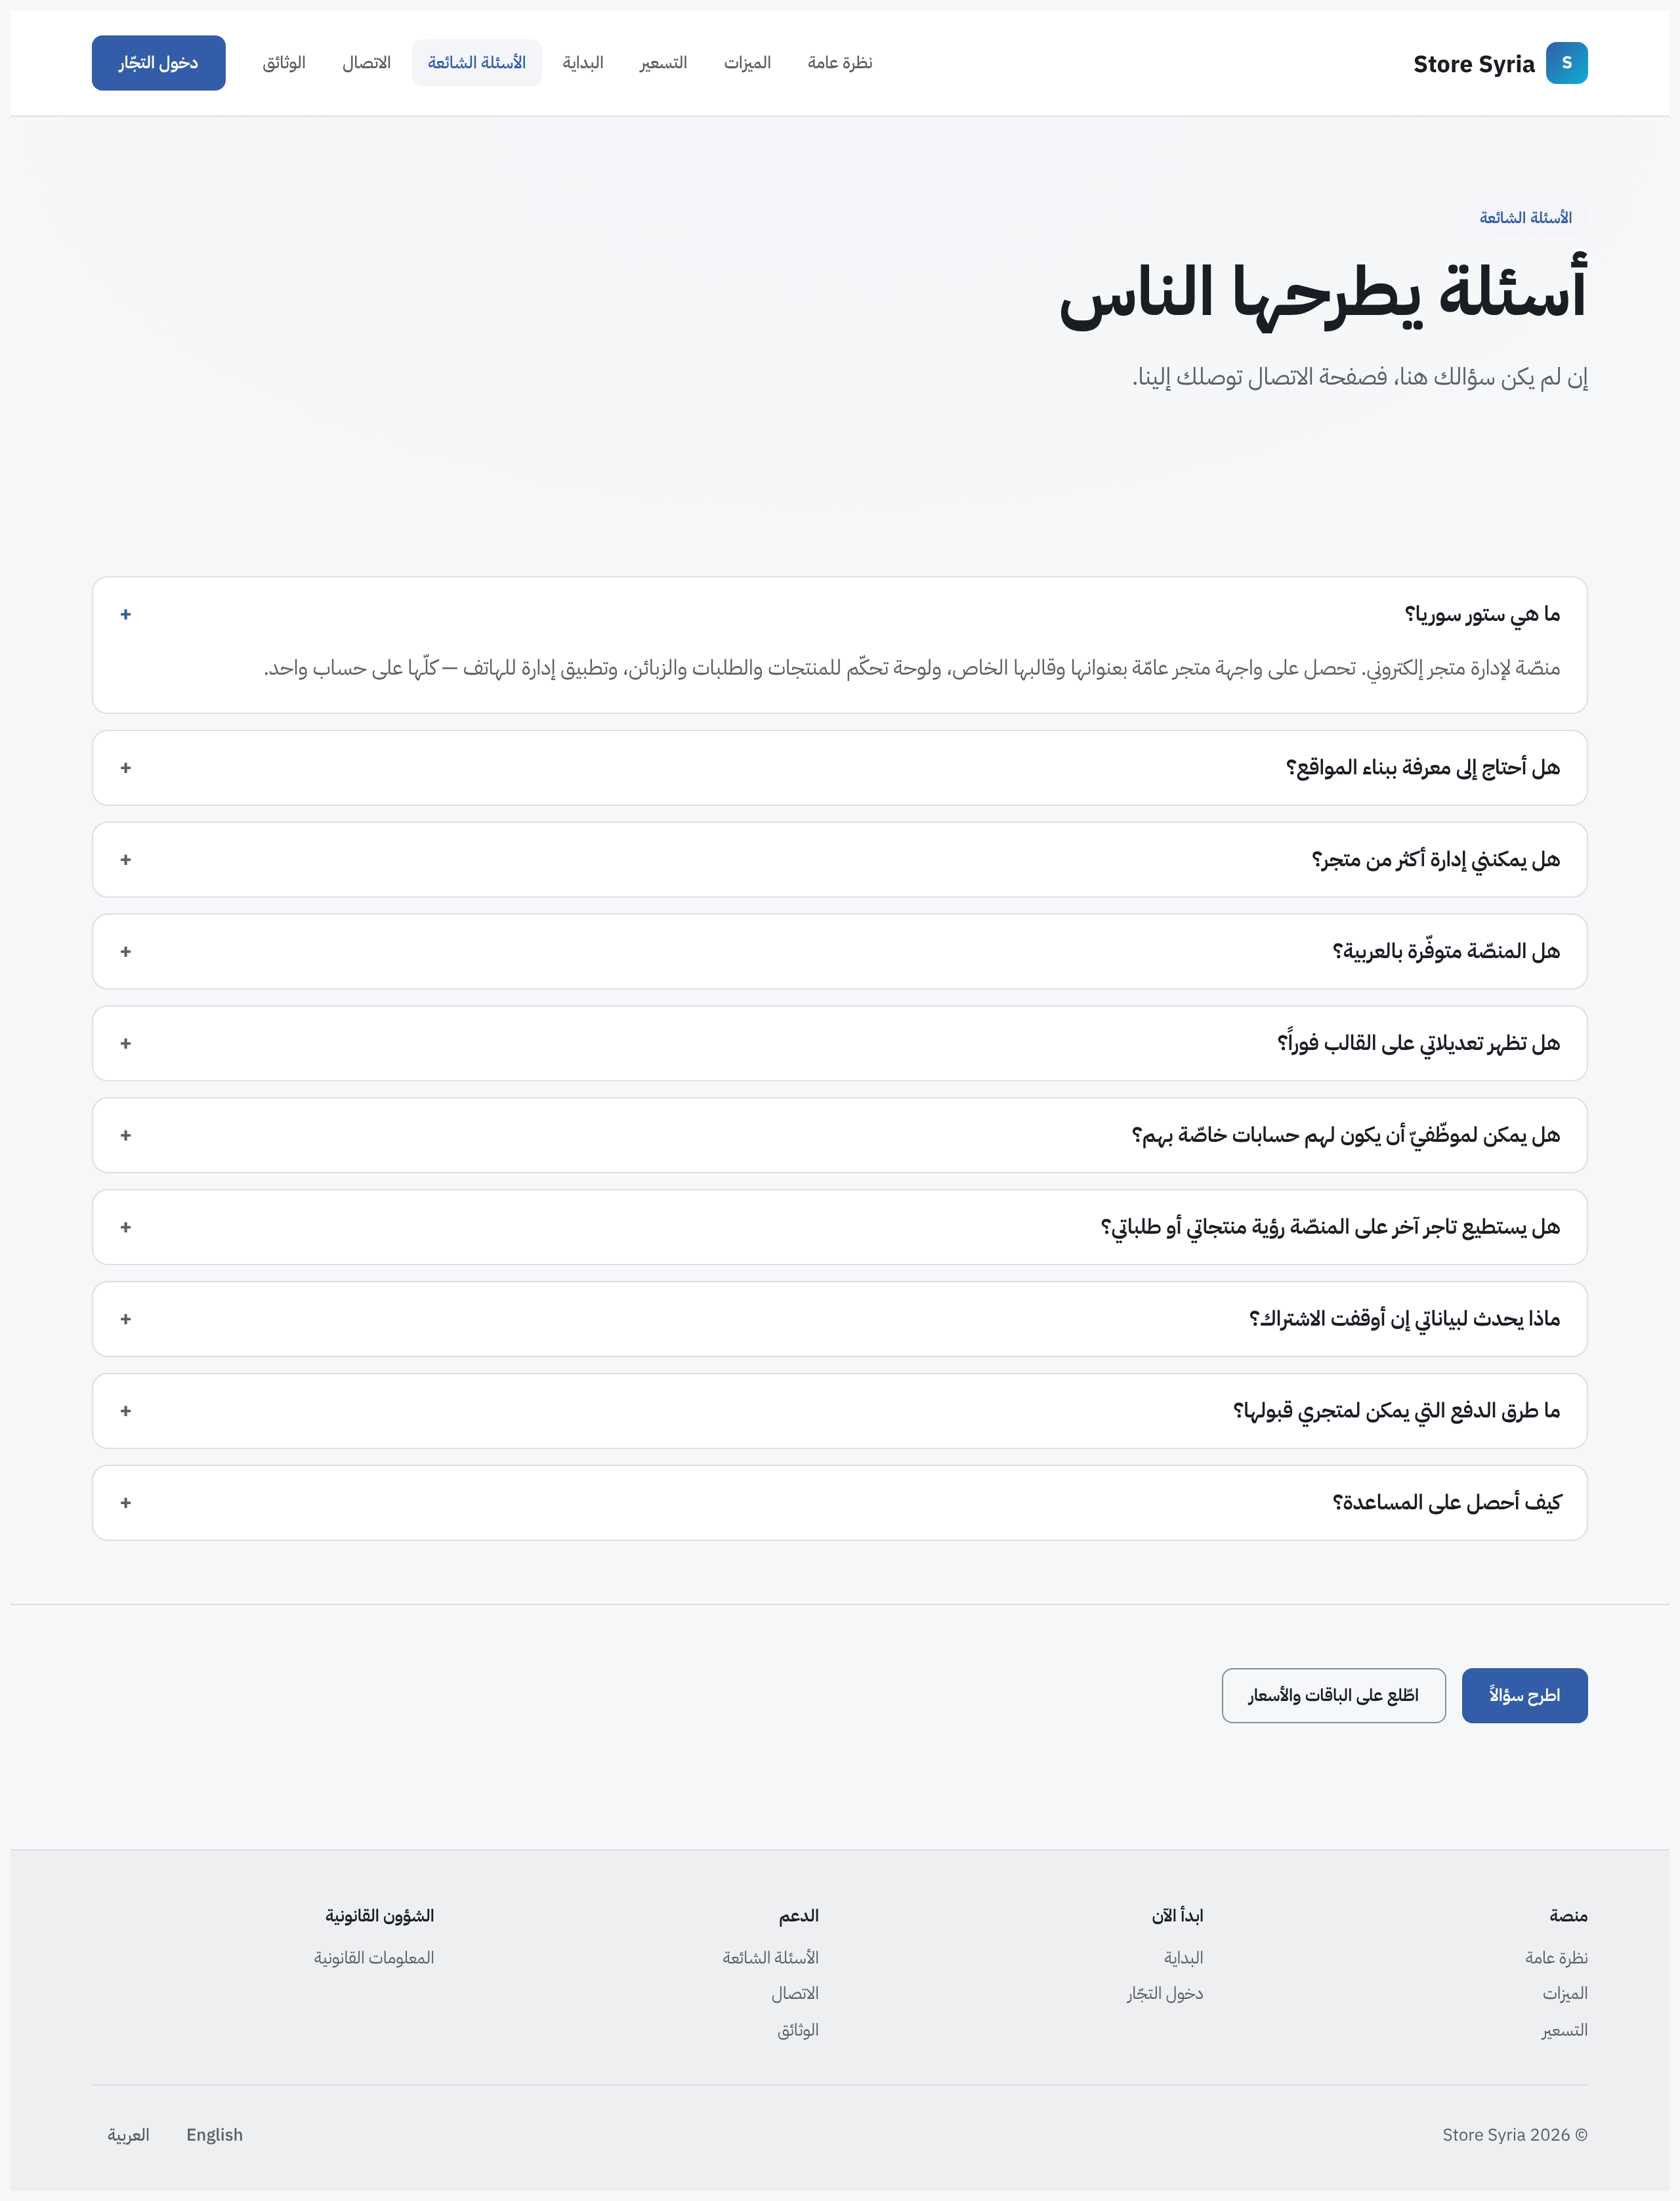 S
Store Syria
نظرة عامة
الميزات
التسعير
البداية
الأسئلة الشائعة
الاتصال
الوثائق
دخول التجّار
الأسئلة الشائعة
أسئلة يطرحها الناس
إن لم يكن سؤالك هنا، فصفحة الاتصال توصلك إلينا.
ما هي ستور سوريا؟
+
منصّة لإدارة متجر إلكتروني. تحصل على واجهة متجر عامّة بعنوانها وقالبها الخاص، ولوحة تحكّم للمنتجات والطلبات والزبائن، وتطبيق إدارة للهاتف — كلّها على حساب واحد.
هل أحتاج إلى معرفة ببناء المواقع؟
+
هل يمكنني إدارة أكثر من متجر؟
+
هل المنصّة متوفّرة بالعربية؟
+
هل تظهر تعديلاتي على القالب فوراً؟
+
هل يمكن لموظّفيّ أن يكون لهم حسابات خاصّة بهم؟
+
هل يستطيع تاجر آخر على المنصّة رؤية منتجاتي أو طلباتي؟
+
ماذا يحدث لبياناتي إن أوقفت الاشتراك؟
+
ما طرق الدفع التي يمكن لمتجري قبولها؟
+
كيف أحصل على المساعدة؟
+
اطرح سؤالاً
اطّلع على الباقات والأسعار
منصة
نظرة عامة
الميزات
التسعير
ابدأ الآن
البداية
دخول التجّار
الدعم
الأسئلة الشائعة
الاتصال
الوثائق
الشؤون القانونية
المعلومات القانونية
© 2026 Store Syria
English
العربية